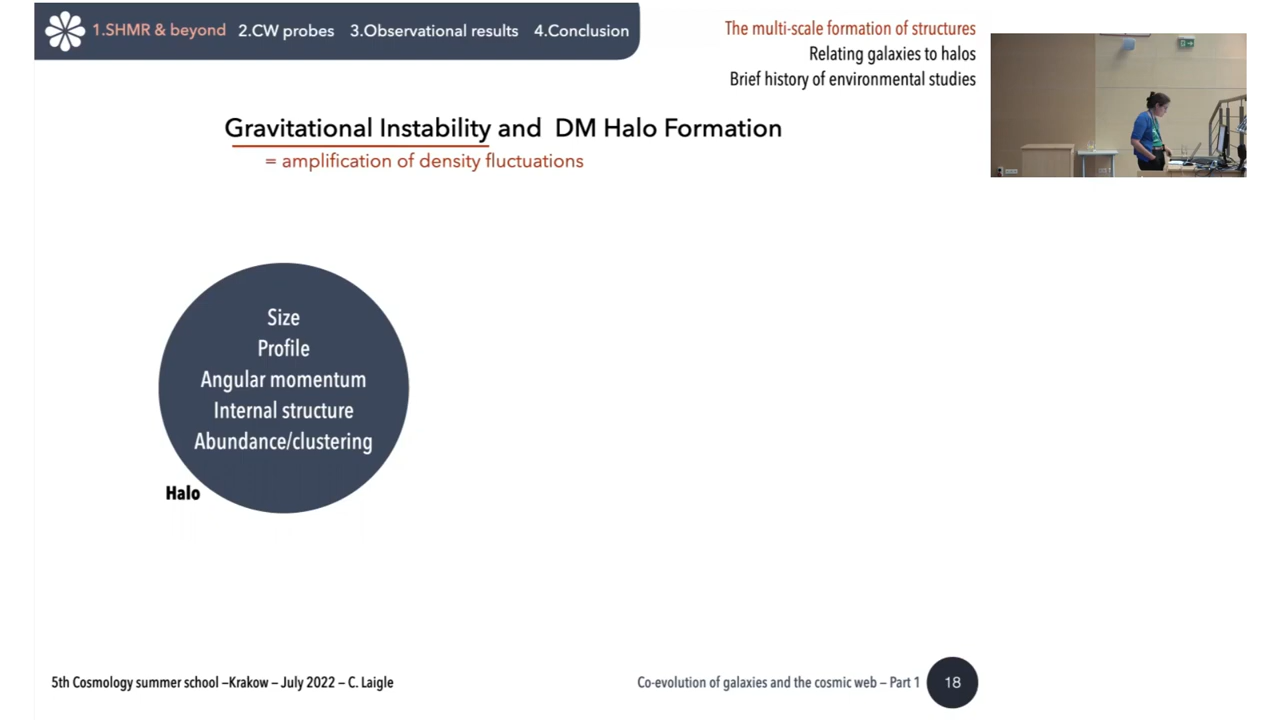 1.SHMR & beyond 2.CW probes 3.Observational results 4.Conclusion
The multi-scale formation of structures
Relating galaxies to halos
Brief history of environmental studies
Gravitational Instability and DM Halo Formation
= amplification of density fluctuations
Size
Profile
Angular momentum
Internal structure
Abundance/clustering
Halo
5th Cosmology summer school –Krakow – July 2022 – C. Laigle
Co-evolution of galaxies and the cosmic web – Part 1 18